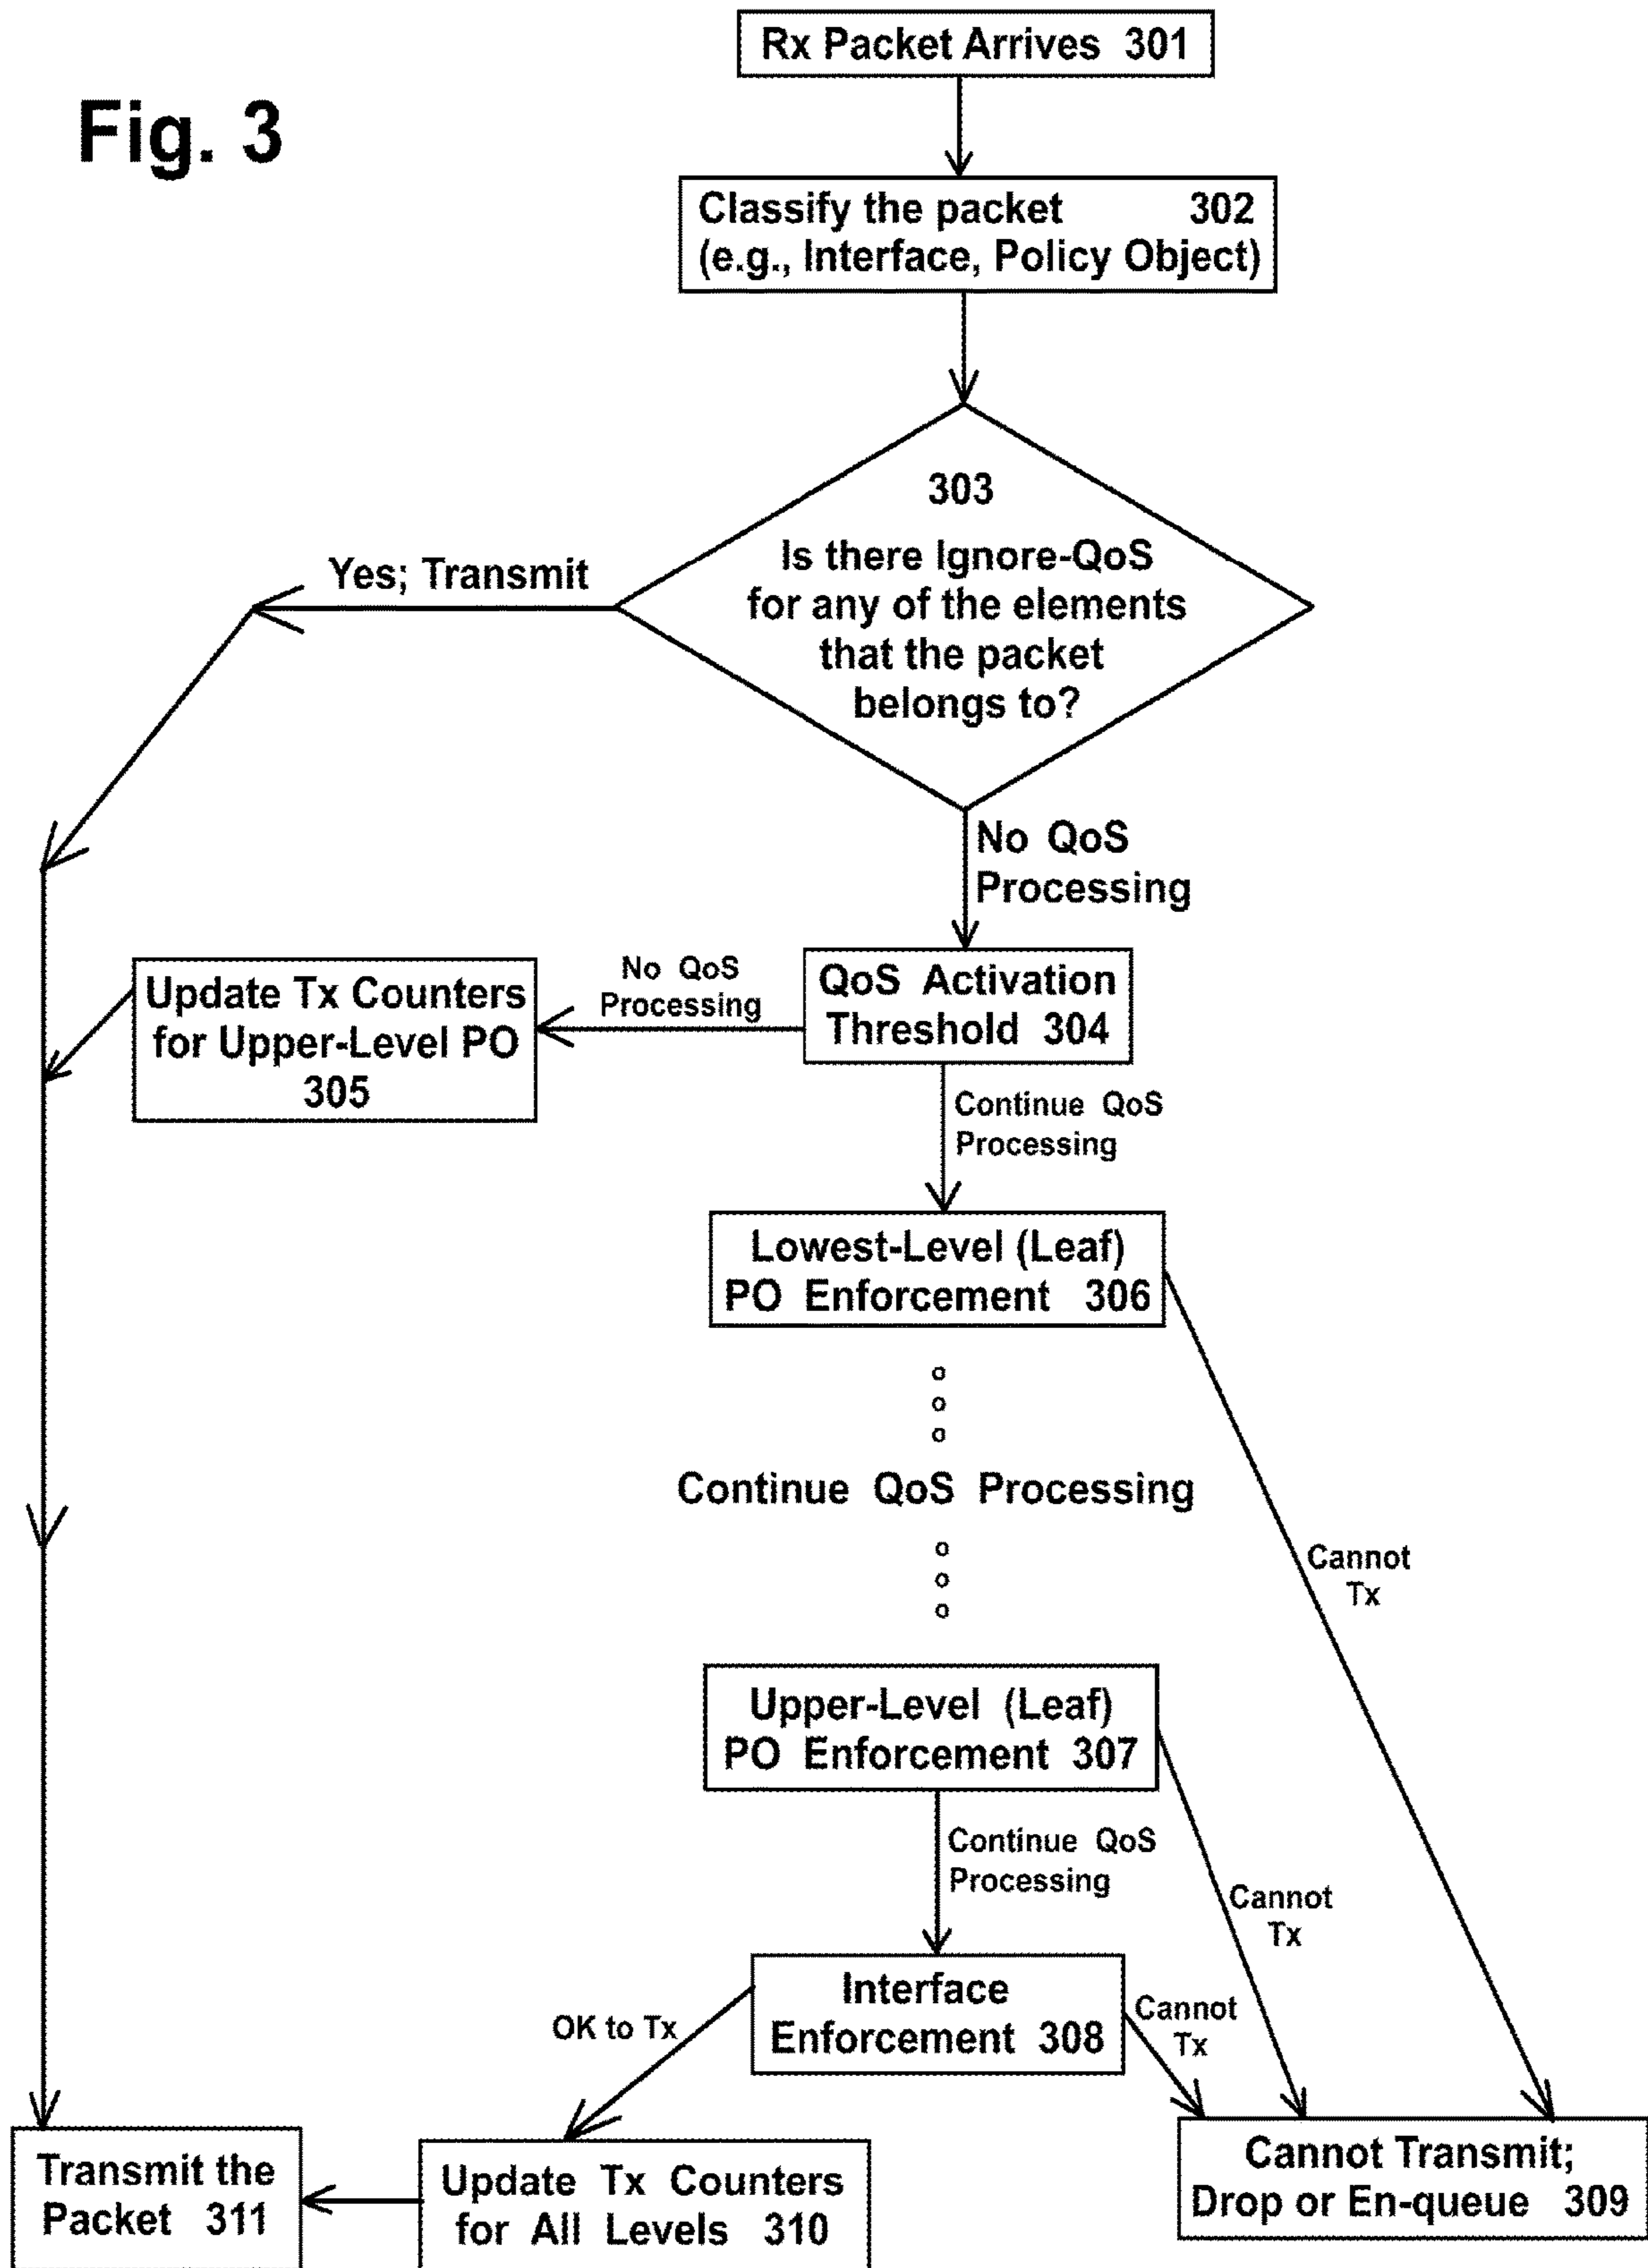 Fig. 3
Rx Packet Arrives 301
Classify the packet 302
(e.g., Interface, Policy Object)
303
Is there Ignore-QoS
for any of the elements
that the packet
belongs to?
Yes; Transmit
No QoS
Processing
QoS Activation
Threshold 304
No QoS
Processing
Update Tx Counters
for Upper-Level PO
305
Continue QoS
Processing
Lowest-Level (Leaf)
PO Enforcement 306
Continue QoS Processing
Cannot
Tx
Upper-Level (Leaf)
PO Enforcement 307
Continue QoS
Processing
Cannot
Tx
Interface
Enforcement 308
OK to Tx
Cannot
Tx
Transmit the
Packet 311
Update Tx Counters
for All Levels 310
Cannot Transmit;
Drop or En-queue 309